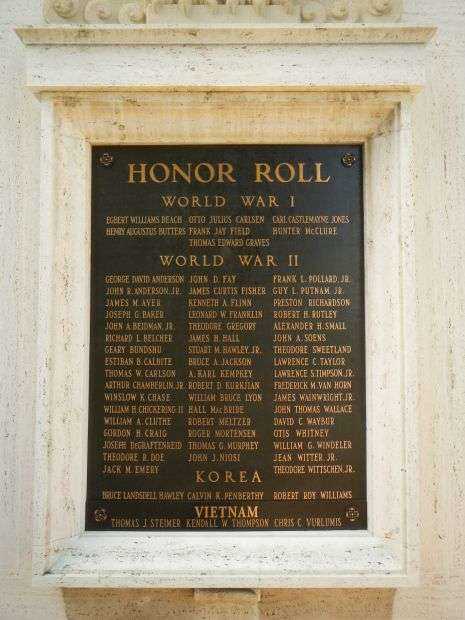 HONOR ROLL
WORLD WAR I
EGBERT WILLIAMS BEACH OTTO JULIUS CARLSEN CARL CASTLEMAYNE JONES
HENRY AUGUSTUS BUTTERS FRANK JAY FIELD HUNTER McCLURE
THOMAS EDWARD GRAVES
WORLD WAR II
GEORGE DAVID ANDERSON JOHN D. FAY FRANK L. POLLARD, JR.
JOHN R. ANDERSON, JR. JAMES CURTIS FISHER GUY L. PUTNAM, JR.
JAMES M. AYER KENNETH A. FLINN PRESTON RICHARDSON
JOSEPH G. BAKER LEONARD W. FRANKLIN ROBERT H. RUTLEY
JOHN A. BEIDMAN, JR. THEODORE GREGORY ALEXANDER H. SMALL
RICHARD L. BELCHER JAMES H. HALL JOHN A. SOENS
GEARY BUNDSHU STUART M. HAWLEY, JR. THEODORE SWEETLAND
ESTEBAN B. CALHITE BRUCE A. JACKSON LAWRENCE C. TAYLOR
THOMAS W. CARLSON A. KARL KEMPKEY LAWRENCE S. TIMPSON, JR.
ARTHUR CHAMBERLIN, JR. ROBERT D. KURKJIAN FREDERICK M. VAN HORN
WINSLOW K. CHASE WILLIAM BRUCE LYON JAMES WAINWRIGHT, JR.
WILLIAM H. CHICKERING II HALL MacBRIDE JOHN THOMAS WALLACE
WILLIAM A. CLUTHE ROBERT MELTZER DAVID C. WAYBUR
GORDON H. CRAIG ROGER MORTENSEN OTIS WHITNEY
JOSEPH DeGRAFTENREID THOMAS G. MURPHEY WILLIAM G. WINDELER
THEODORE R. DOE JOHN J. NIOSI JEAN WITTER, JR.
JACK M. EMERY THEODORE WITTSCHEN, JR.
KOREA
BRUCE LANDSDELL HAWLEY CALVIN K. PENBERTHY ROBERT ROY WILLIAMS
VIETNAM
THOMAS J STEIMER KENDALL W THOMPSON CHRIS C VURLUMIS